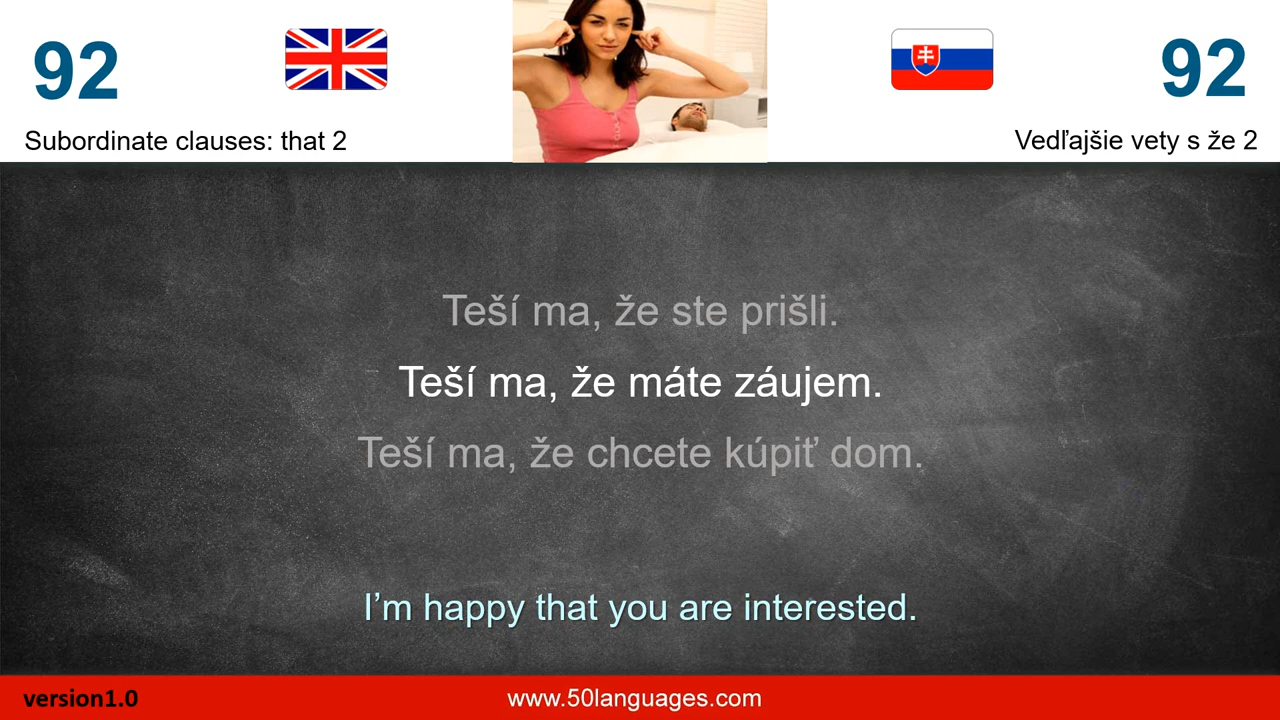 92
92
Subordinate clauses: that 2
Vedľajšie vety s že 2
Teší ma, že ste prišli.
Teší ma, že máte záujem.
Teší ma, že chcete kúpiť dom.
I’m happy that you are interested.
version1.0
www.50languages.com